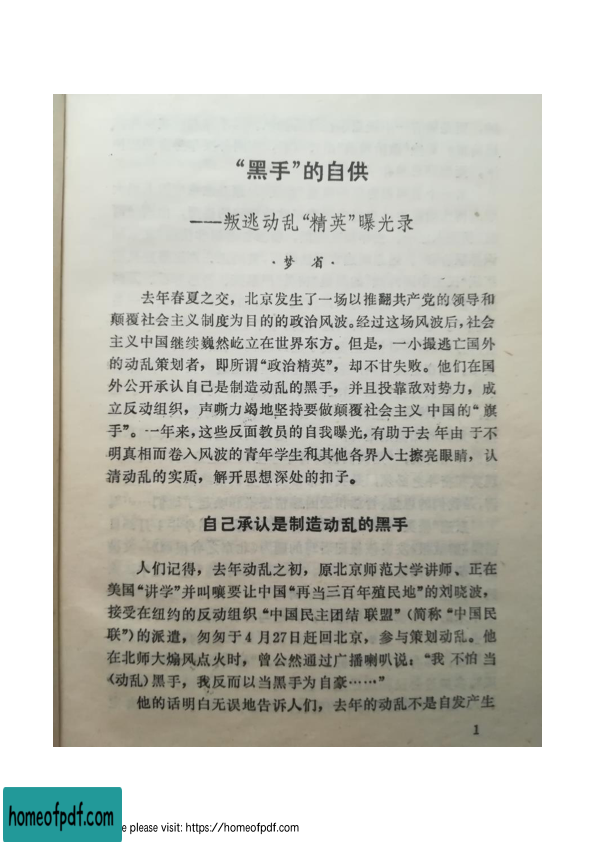 “黑手”的自供
——叛逃动乱“精英”曝光录
·梦 省·
去年春夏之交，北京发生了一场以推翻共产党的领导和
颠覆社会主义制度为目的的政治风波。经过这场风波后，社会
主义中国继续巍然屹立在世界东方。但是，一小撮逃亡国外
的动乱策划者，即所谓“政治精英”，却不甘失败。他们在国
外公开承认自己是制造动乱的黑手，并且投靠敌对势力，成
立反动组织，声嘶力竭地坚持要做颠覆社会主义中国的“旗
手”。一年来，这些反面教员的自我曝光，有助于去年由于不
明真相而卷入风波的青年学生和其他各界人士擦亮眼睛，认
清动乱的实质，解开思想深处的扣子。
自己承认是制造动乱的黑手
人们记得，去年动乱之初，原北京师范大学讲师、正在
美国“讲学”并叫嚷要让中国“再当三百年殖民地”的刘晓波，
接受在纽约的反动组织“中国民主团结联盟”（简称“中国民
联”）的派遣，匆匆于4月27日赶回北京，参与策划动乱。他
在北师大煽风点火时，曾公然通过广播喇叭说：“我不怕当
〈动乱〉黑手，我反而以当黑手为自豪……”
他的话明白无误地告诉人们，去年的动乱不是自发产生
1
homeofpdf.com
e please visit: https://homeofpdf.com